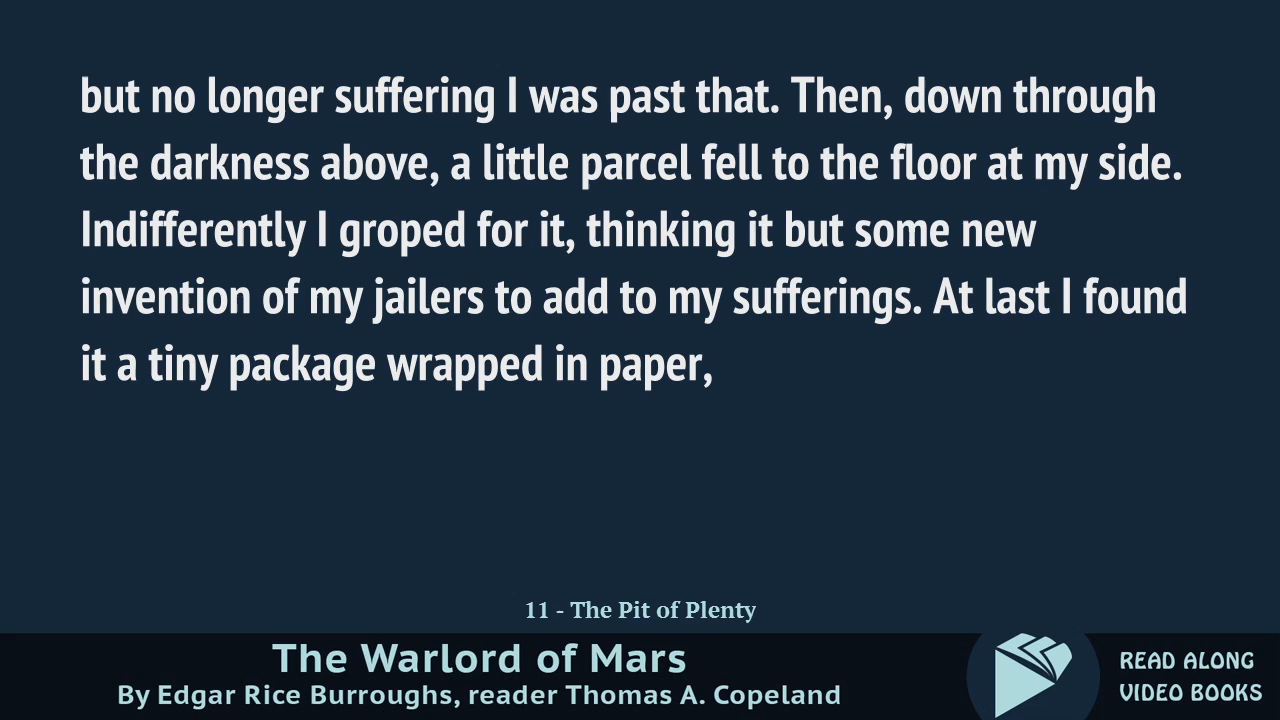 but no longer suffering I was past that. Then, down through
the darkness above, a little parcel fell to the floor at my side.
Indifferently I groped for it, thinking it but some new
invention of my jailers to add to my sufferings. At last I found
it a tiny package wrapped in paper,
11 - The Pit of Plenty
The Warlord of Mars
By Edgar Rice Burroughs, reader Thomas A. Copeland
READ ALONG
VIDEO BOOKS